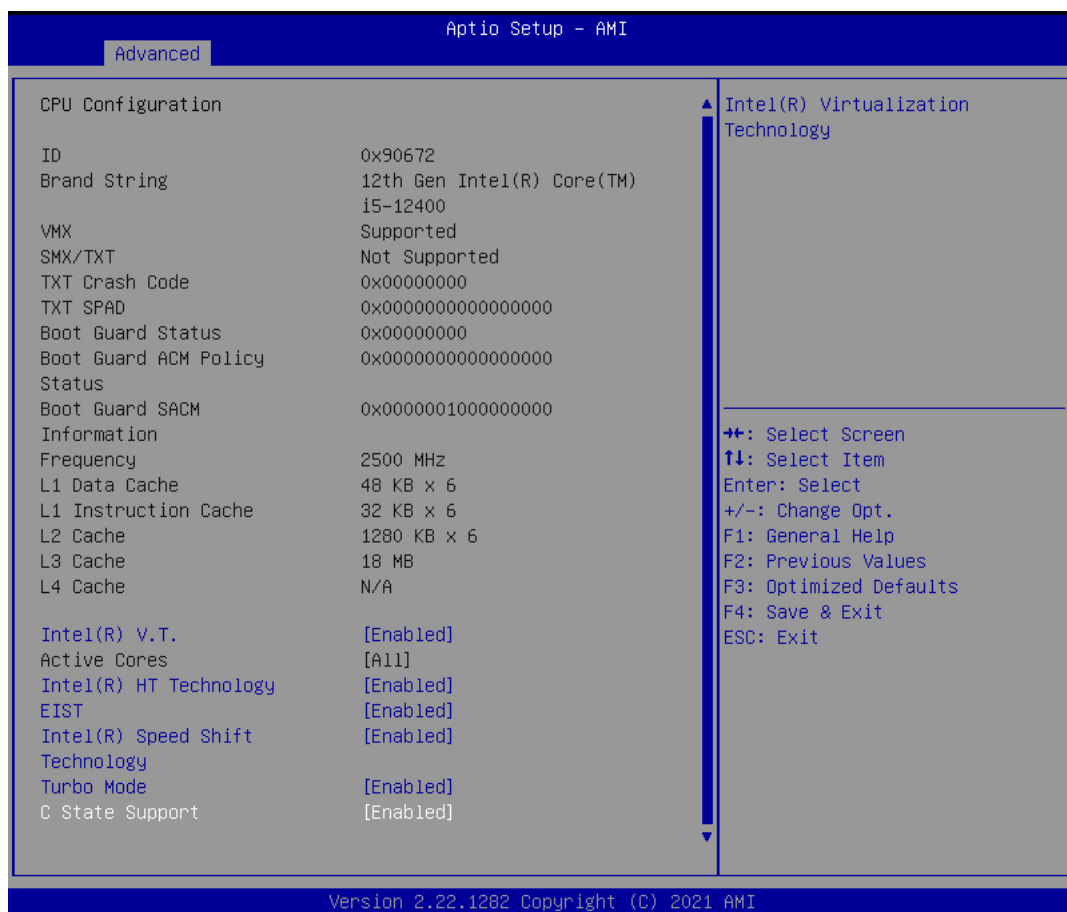 Aptio Setup – AMI
Advanced
CPU Configuration
ID 0x90672
Brand String 12th Gen Intel(R) Core(TM)
i5-12400
VMX Supported
SMX/TXT Not Supported
TXT Crash Code 0x00000000
TXT SPAD 0x0000000000000000
Boot Guard Status 0x00000000
Boot Guard ACM Policy 0x0000000000000000
Status
Boot Guard SACM 0x0000001000000000
Information
Frequency 2500 MHz
L1 Data Cache 48 KB x 6
L1 Instruction Cache 32 KB x 6
L2 Cache 1280 KB x 6
L3 Cache 18 MB
L4 Cache N/A
Intel(R) V.T. [Enabled]
Active Cores [All]
Intel(R) HT Technology [Enabled]
EIST [Enabled]
Intel(R) Speed Shift [Enabled]
Technology
Turbo Mode [Enabled]
C State Support [Enabled]
Intel(R) Virtualization
Technology
→←: Select Screen
↑↓: Select Item
Enter: Select
+/-: Change Opt.
F1: General Help
F2: Previous Values
F3: Optimized Defaults
F4: Save & Exit
ESC: Exit
Version 2.22.1282 Copyright (C) 2021 AMI